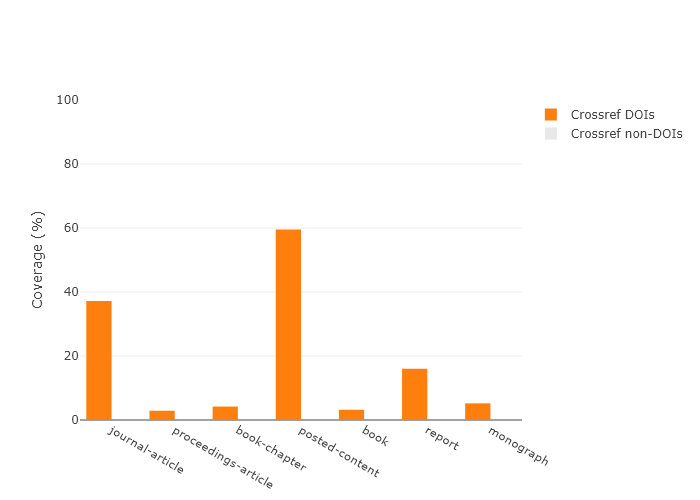 100
80
60
40
20
0
Coverage (%)
journal-article
proceedings-article
book-chapter
posted-content
book
report
monograph
Crossref DOIs
Crossref non-DOIs